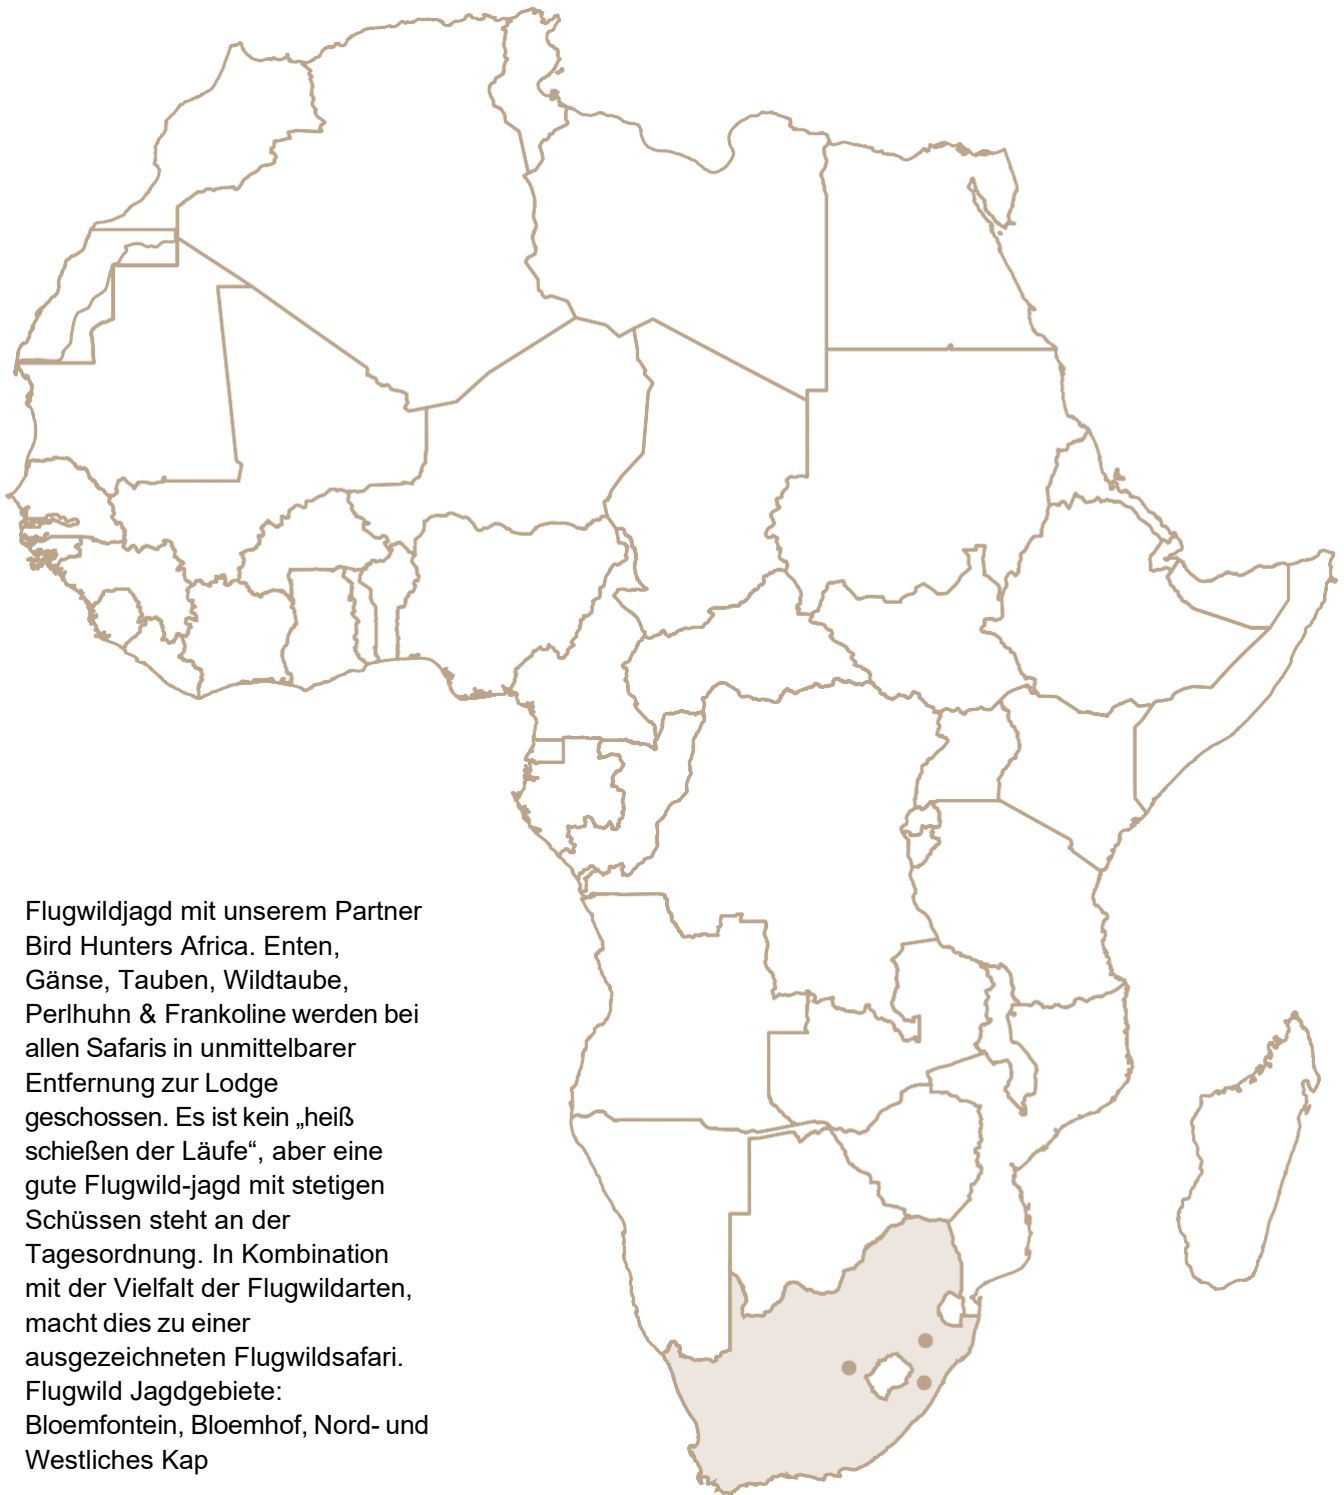 Flugwildjagd mit unserem Partner
Bird Hunters Africa. Enten,
Gänse, Tauben, Wildtaube,
Perlhuhn & Frankoline werden bei
allen Safaris in unmittelbarer
Entfernung zur Lodge
geschossen. Es ist kein „heiß
schießen der Läufe“, aber eine
gute Flugwild-jagd mit stetigen
Schüssen steht an der
Tagesordnung. In Kombination
mit der Vielfalt der Flugwildarten,
macht dies zu einer
ausgezeichneten Flugwildsafari.
Flugwild Jagdgebiete:
Bloemfontein, Bloemhof, Nord- und
Westliches Kap